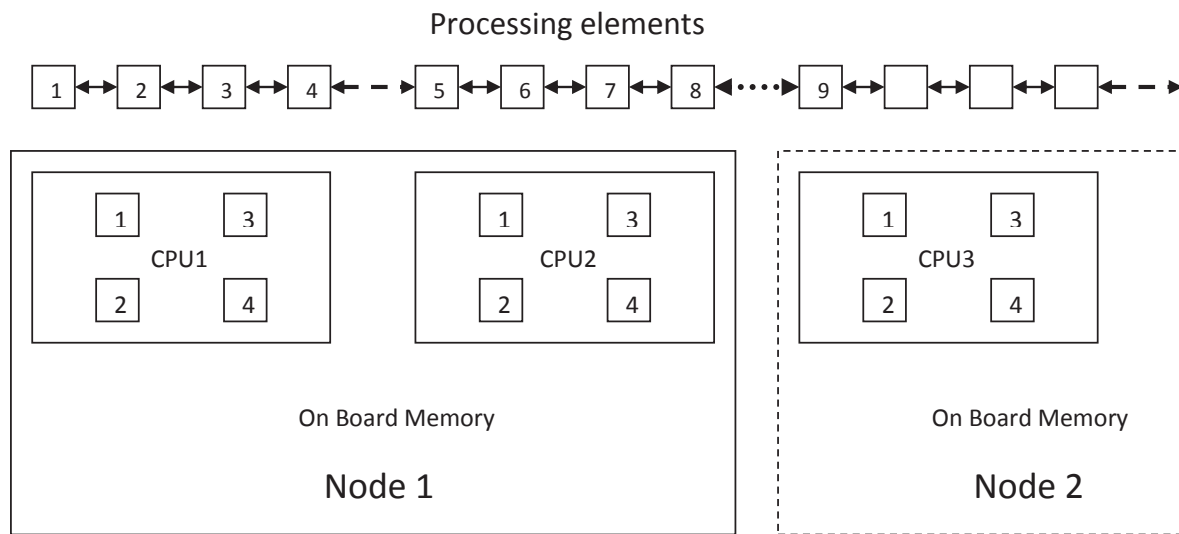 Processing elements
1 2 3 4 5 6 7 8 9
1 3 1 3 1 3
CPU1 CPU2 CPU3
2 4 2 4 2 4
On Board Memory On Board Memory
Node 1 Node 2